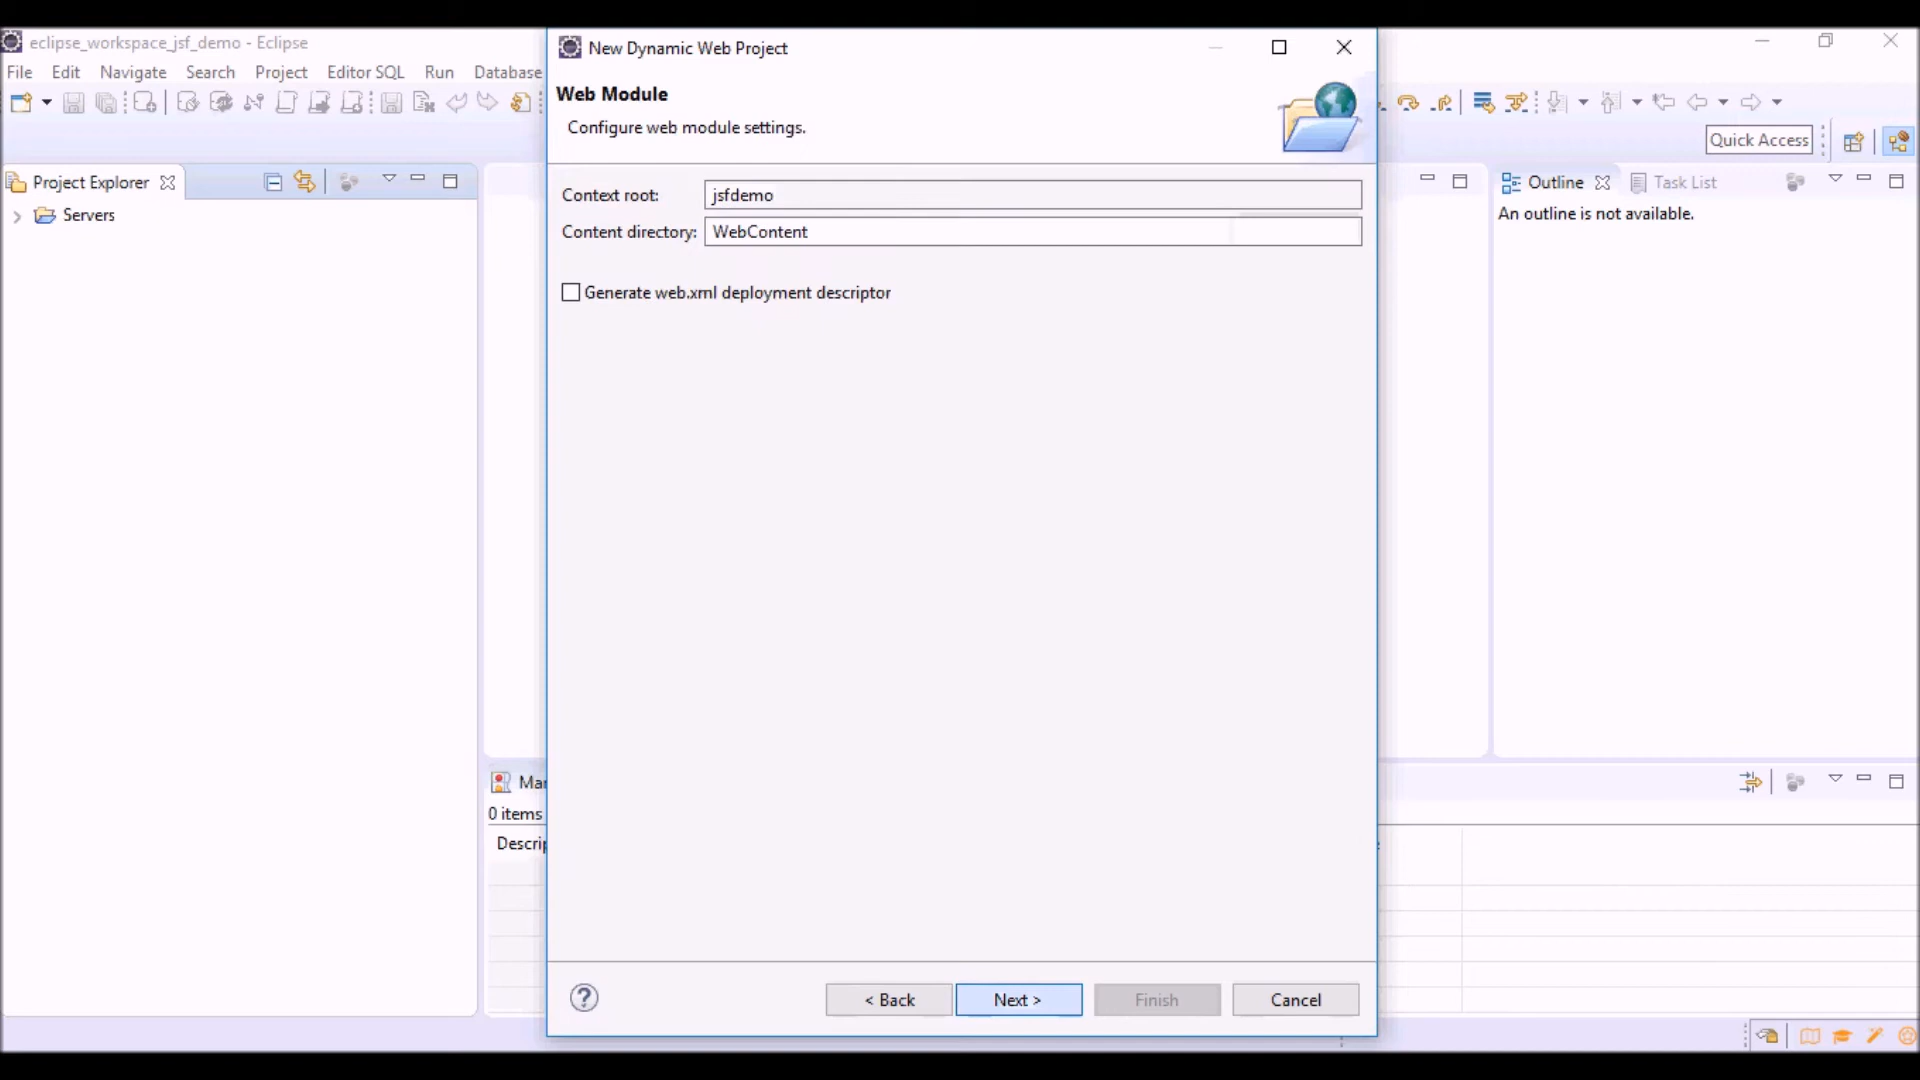 eclipse_workspace_jsf_demo - Eclipse
File Edit Navigate Search Project Editor SQL Run Database
Quick Access
Project Explorer
Servers
New Dynamic Web Project
Web Module
Configure web module settings.
Context root: jsfdemo
Content directory: WebContent
Generate web.xml deployment descriptor
< Back Next > Finish Cancel
Outline Task List
An outline is not available.
Mar
0 items
Descrip